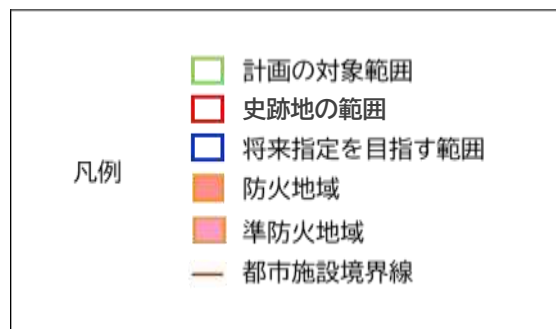 計画の対象範囲
史跡地の範囲
将来指定を目指す範囲
凡例
防火地域
準防火地域
都市施設境界線